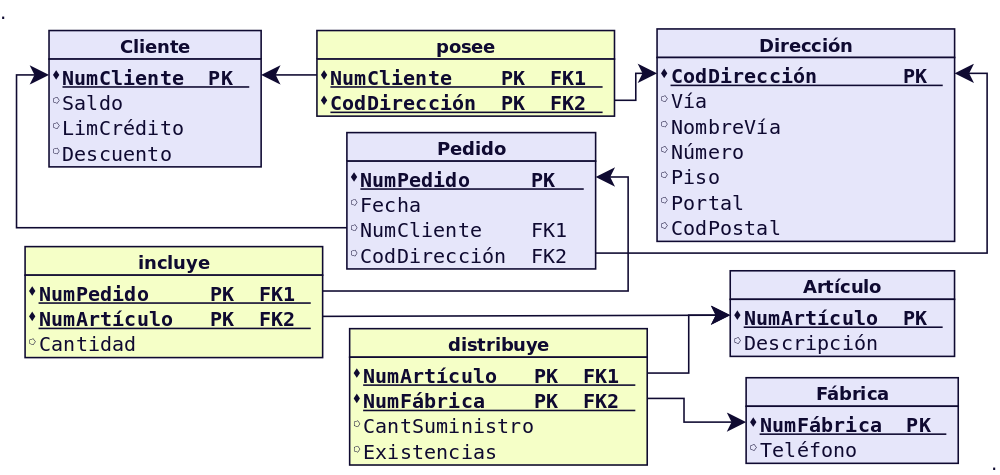 Cliente
NumCliente PK
Saldo
LimCrédito
Descuento
posee
NumCliente PK FK1
CodDirección PK FK2
Dirección
CodDirección PK
Vía
NombreVía
Número
Piso
Portal
CodPostal
Pedido
NumPedido PK
Fecha
NumCliente FK1
CodDirección FK2
incluye
NumPedido PK FK1
NumArtículo PK FK2
Cantidad
Artículo
NumArtículo PK
Descripción
distribuye
NumArtículo PK FK1
NumFábrica PK FK2
CantSuministro
Existencias
Fábrica
NumFábrica PK
Teléfono